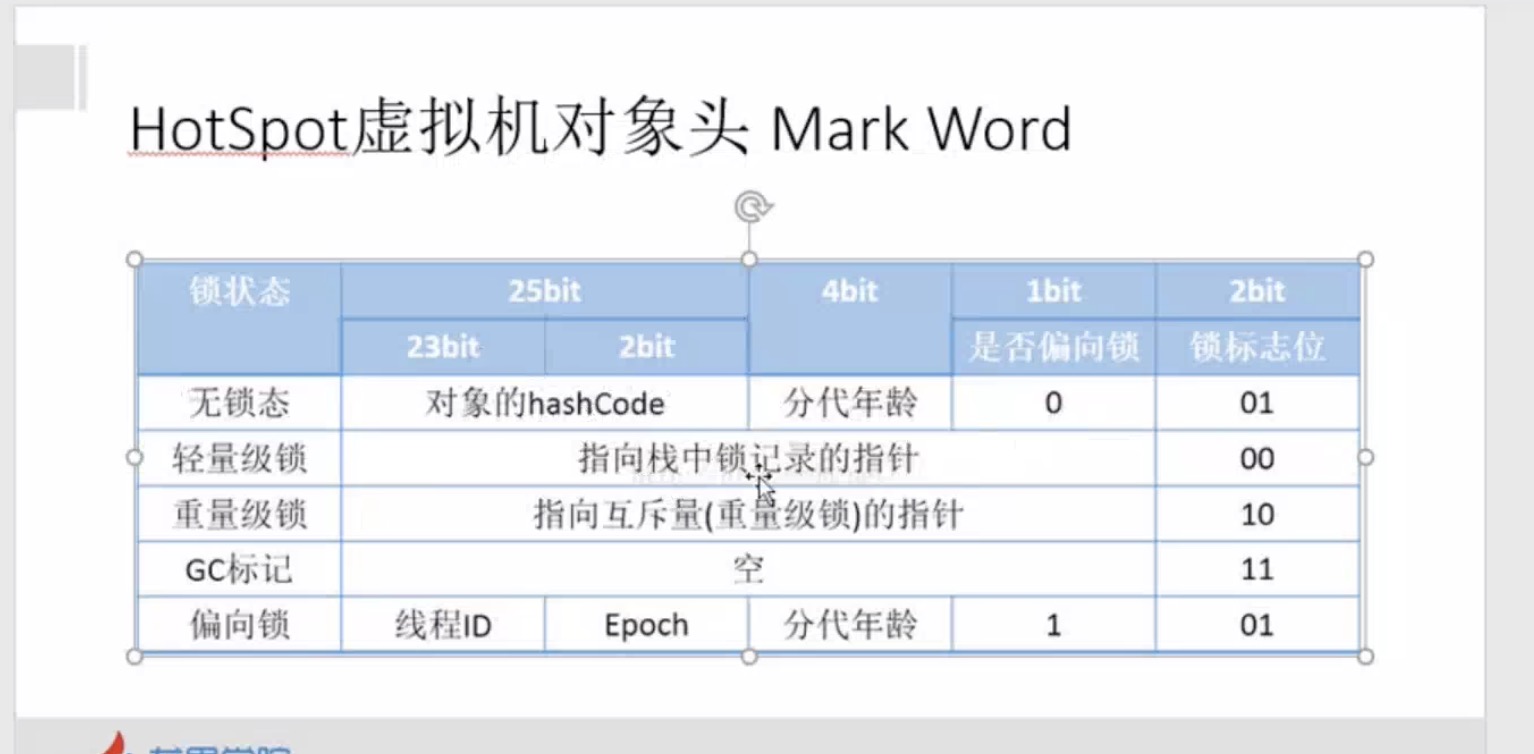 HotSpot虚拟机对象头 Mark Word
锁状态 25bit 4bit 1bit 2bit
23bit 2bit 是否偏向锁 锁标志位
无锁态 对象的hashCode 分代年龄 0 01
轻量级锁 指向栈中锁记录的指针 00
重量级锁 指向互斥量(重量级锁)的指针 10
GC标记 空 11
偏向锁 线程ID Epoch 分代年龄 1 01